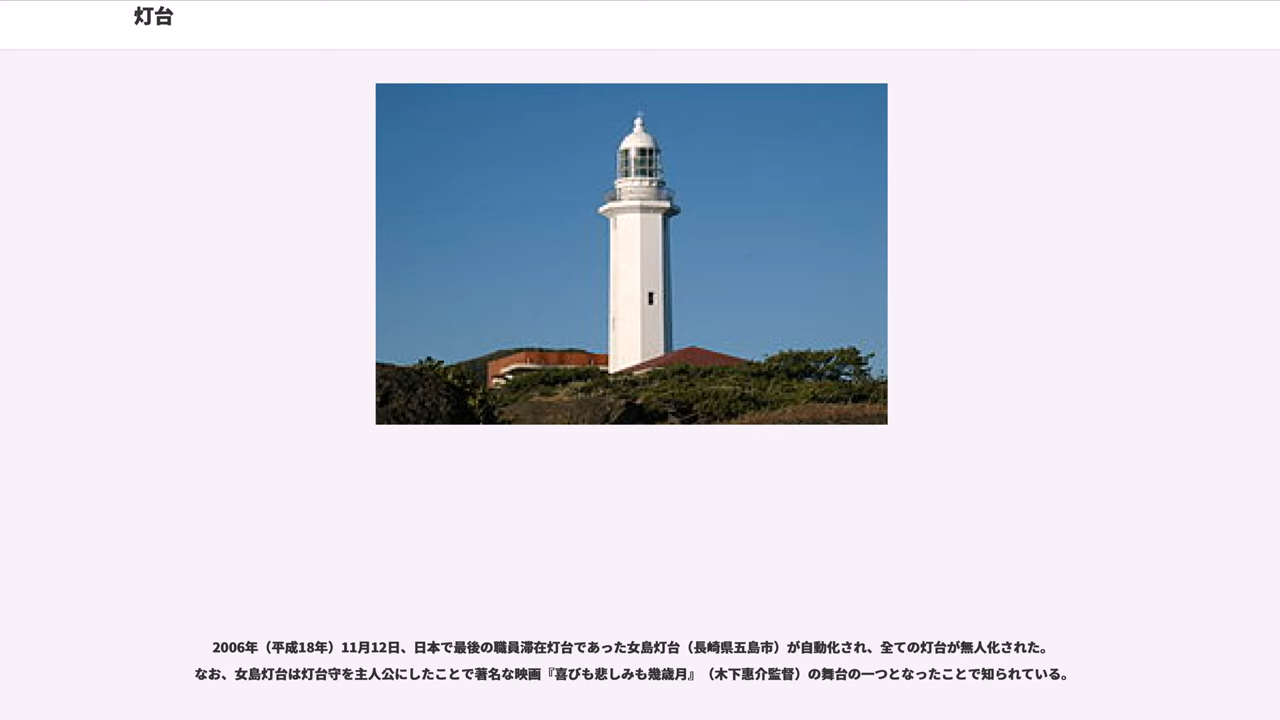 灯台
2006年（平成18年）11月12日、日本で最後の職員滞在灯台であった女島灯台（長崎県五島市）が自動化され、全ての灯台が無人化された。
なお、女島灯台は灯台守を主人公にしたことで著名な映画『喜びも悲しみも幾歳月』（木下惠介監督）の舞台の一つとなったことで知られている。